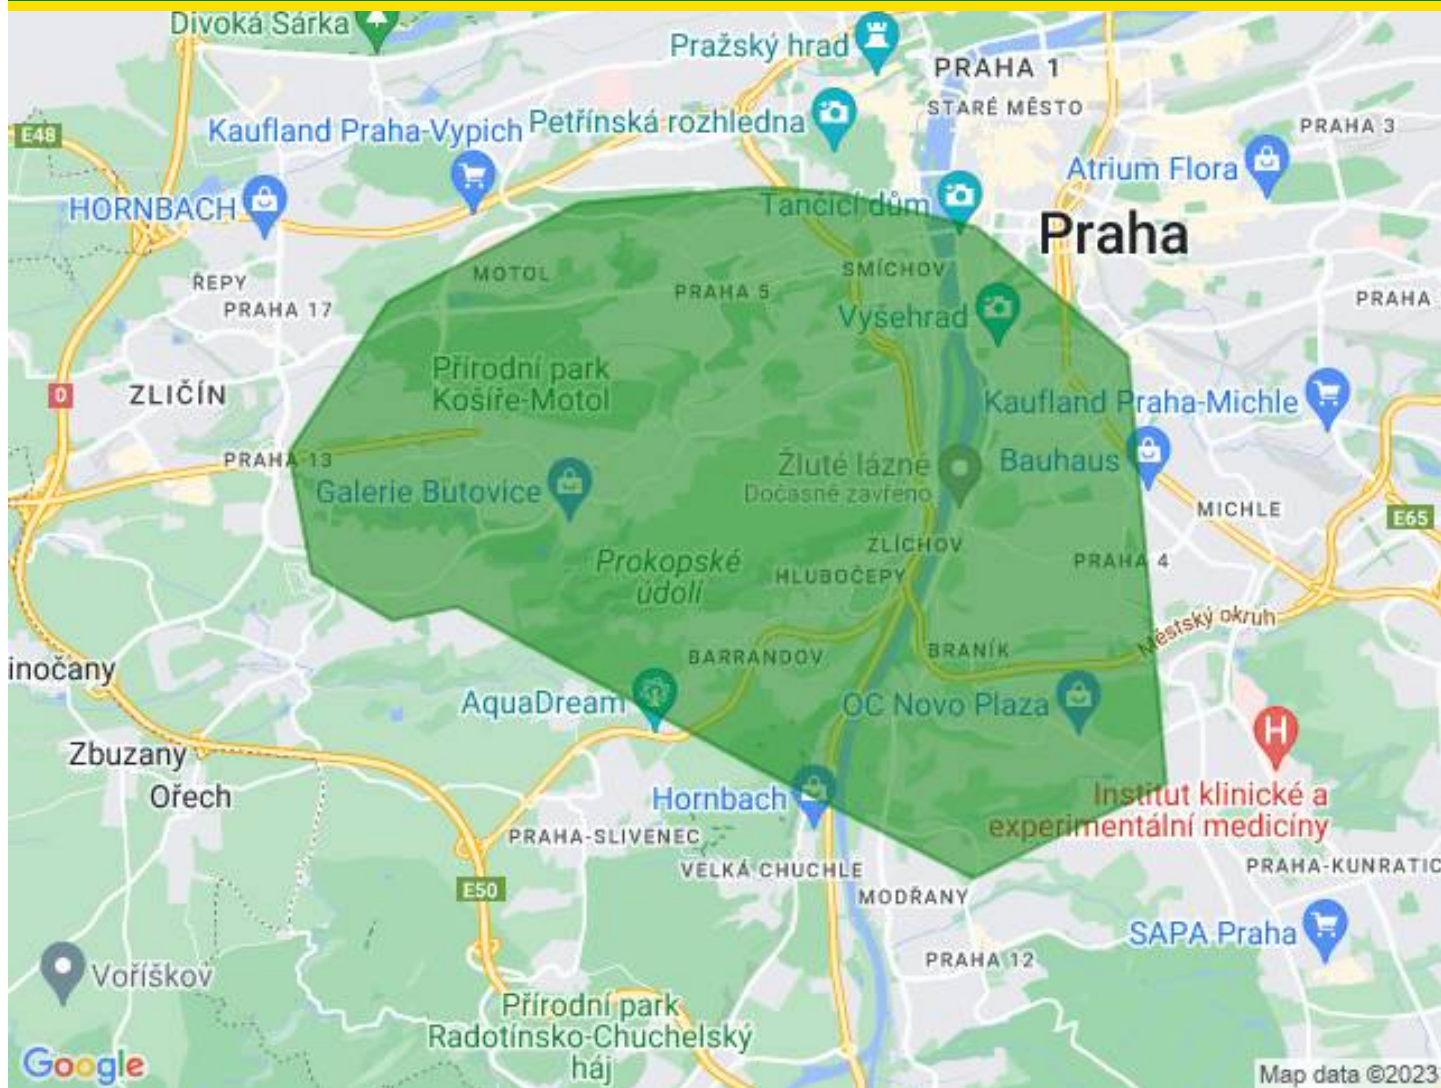 Divoká Šárka
Pražský hrad
PRAHA 1
STARÉ MĚSTO
E48
Kaufland Praha-Vypich
Petřínská rozhledna
PRAHA 3
Atrium Flora
HORNBACH
Tančící dům
Praha
ŘEPY
MOTOL
SMÍCHOV
PRAHA 5
PRAHA
PRAHA 17
Vyšehrad
Přírodní park
Košíře-Motol
0
ZLIČÍN
Kaufland Praha-Michle
PRAHA 13
Žluté lázně
Dočasně zavřeno
Bauhaus
Galerie Butovice
MICHLE
E65
ZLÍCHOV
Prokopské
údolí
HLUBOČEPY
PRAHA 4
Městský okruh
BRANÍK
BARRANDOV
inočany
AquaDream
OC Novo Plaza
Zbuzany
Ořech
Hornbach
Institut klinické a
experimentální medicíny
PRAHA-SLIVENEC
VELKÁ CHUCHLE
PRAHA-KUNRATIC
E50
MODŘANY
SAPA Praha
PRAHA 12
Voříškov
Přírodní park
Radotínsko-Chuchelský
háj
Google
Map data ©2023